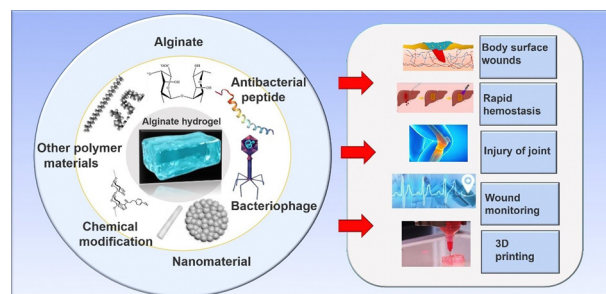 Alginate
Antibacterial
peptide
Alginate hydrogel
Other polymer
materials
Bacteriophage
Chemical
modification
Nanomaterial
Body surface
wounds
Rapid
hemostasis
Injury of joint
Wound
monitoring
3D
printing